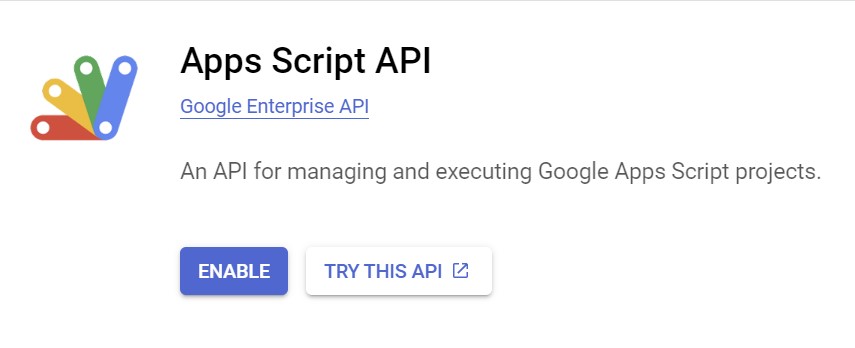 Apps Script API
Google Enterprise API
An API for managing and executing Google Apps Script projects.
ENABLE
TRY THIS API